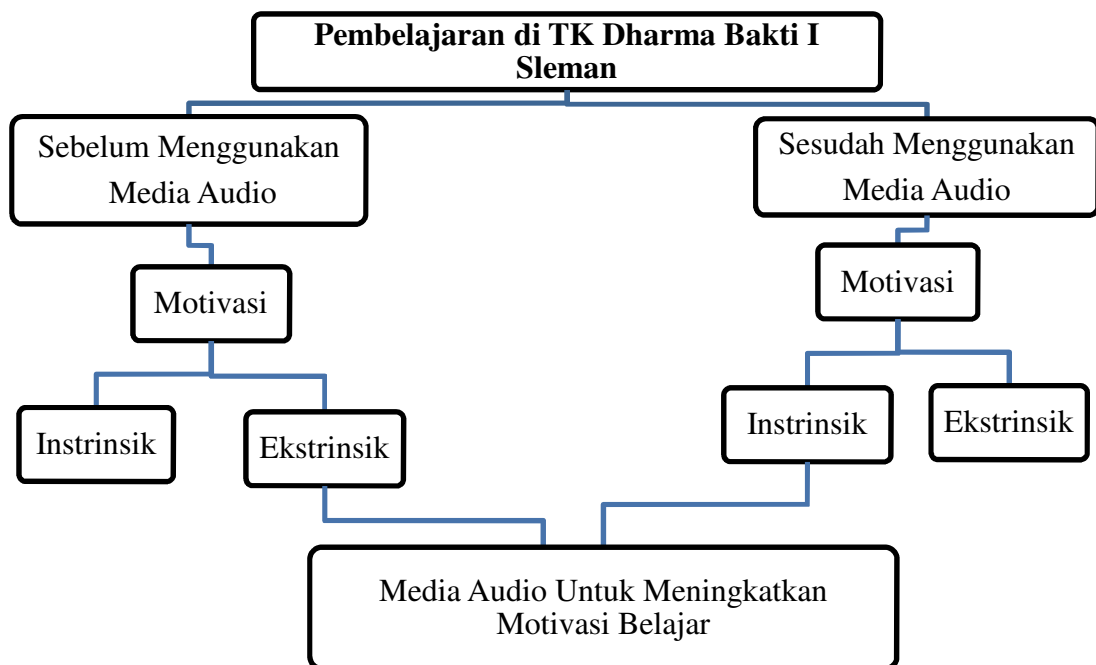 Pembelajaran di TK Dharma Bakti I
Sleman
Sebelum Menggunakan
Media Audio
Sesudah Menggunakan
Media Audio
Motivasi
Motivasi
Instrinsik
Ekstrinsik
Instrinsik
Ekstrinsik
Media Audio Untuk Meningkatkan
Motivasi Belajar